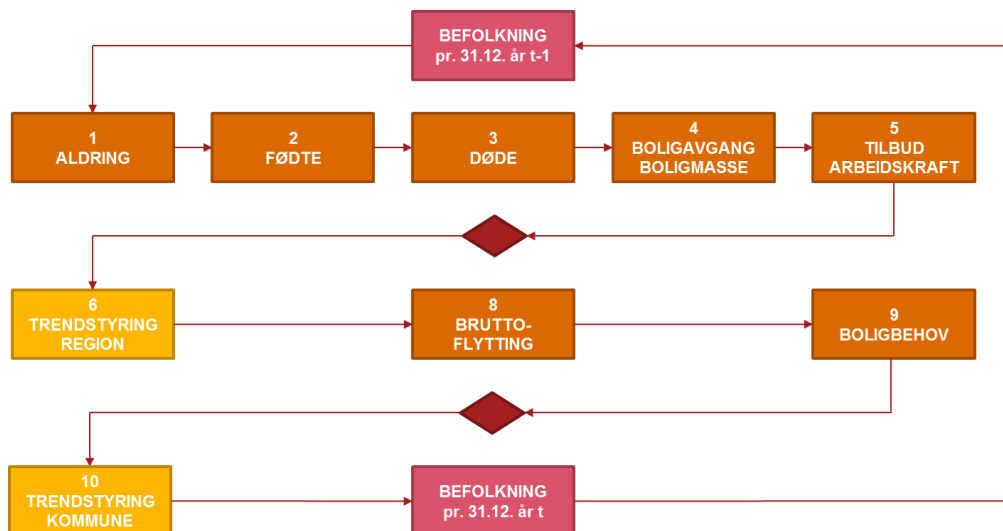 BEFOLKNING
pr. 31.12. år t-1
1
ALDRING
2
FØDTE
3
DØDE
4
BOLIGAVGANG
BOLIGMASSE
5
TILBUD
ARBEIDSKRAFT
6
TRENDSTYRING
REGION
8
BRUTTO-
FLYTTING
9
BOLIGBEHOV
10
TRENDSTYRING
KOMMUNE
BEFOLKNING
pr. 31.12. år t